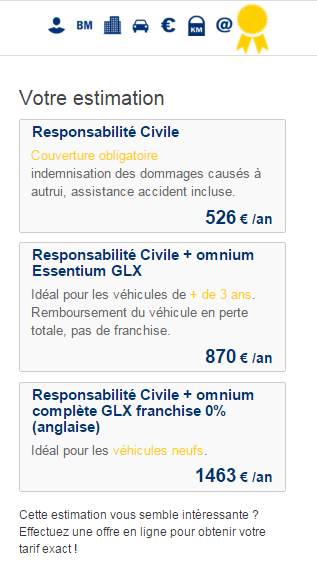 BM € KM @
Votre estimation
Responsabilité Civile
Couverture obligatoire
indemnisation des dommages causés à
autrui, assistance accident incluse.
526 € /an
Responsabilité Civile + omnium
Essentium GLX
Idéal pour les véhicules de + de 3 ans.
Remboursement du véhicule en perte
totale, pas de franchise.
870 € /an
Responsabilité Civile + omnium
complète GLX franchise 0%
(anglaise)
Idéal pour les véhicules neufs.
1463 € /an
Cette estimation vous semble intéressante ?
Effectuez une offre en ligne pour obtenir votre
tarif exact !